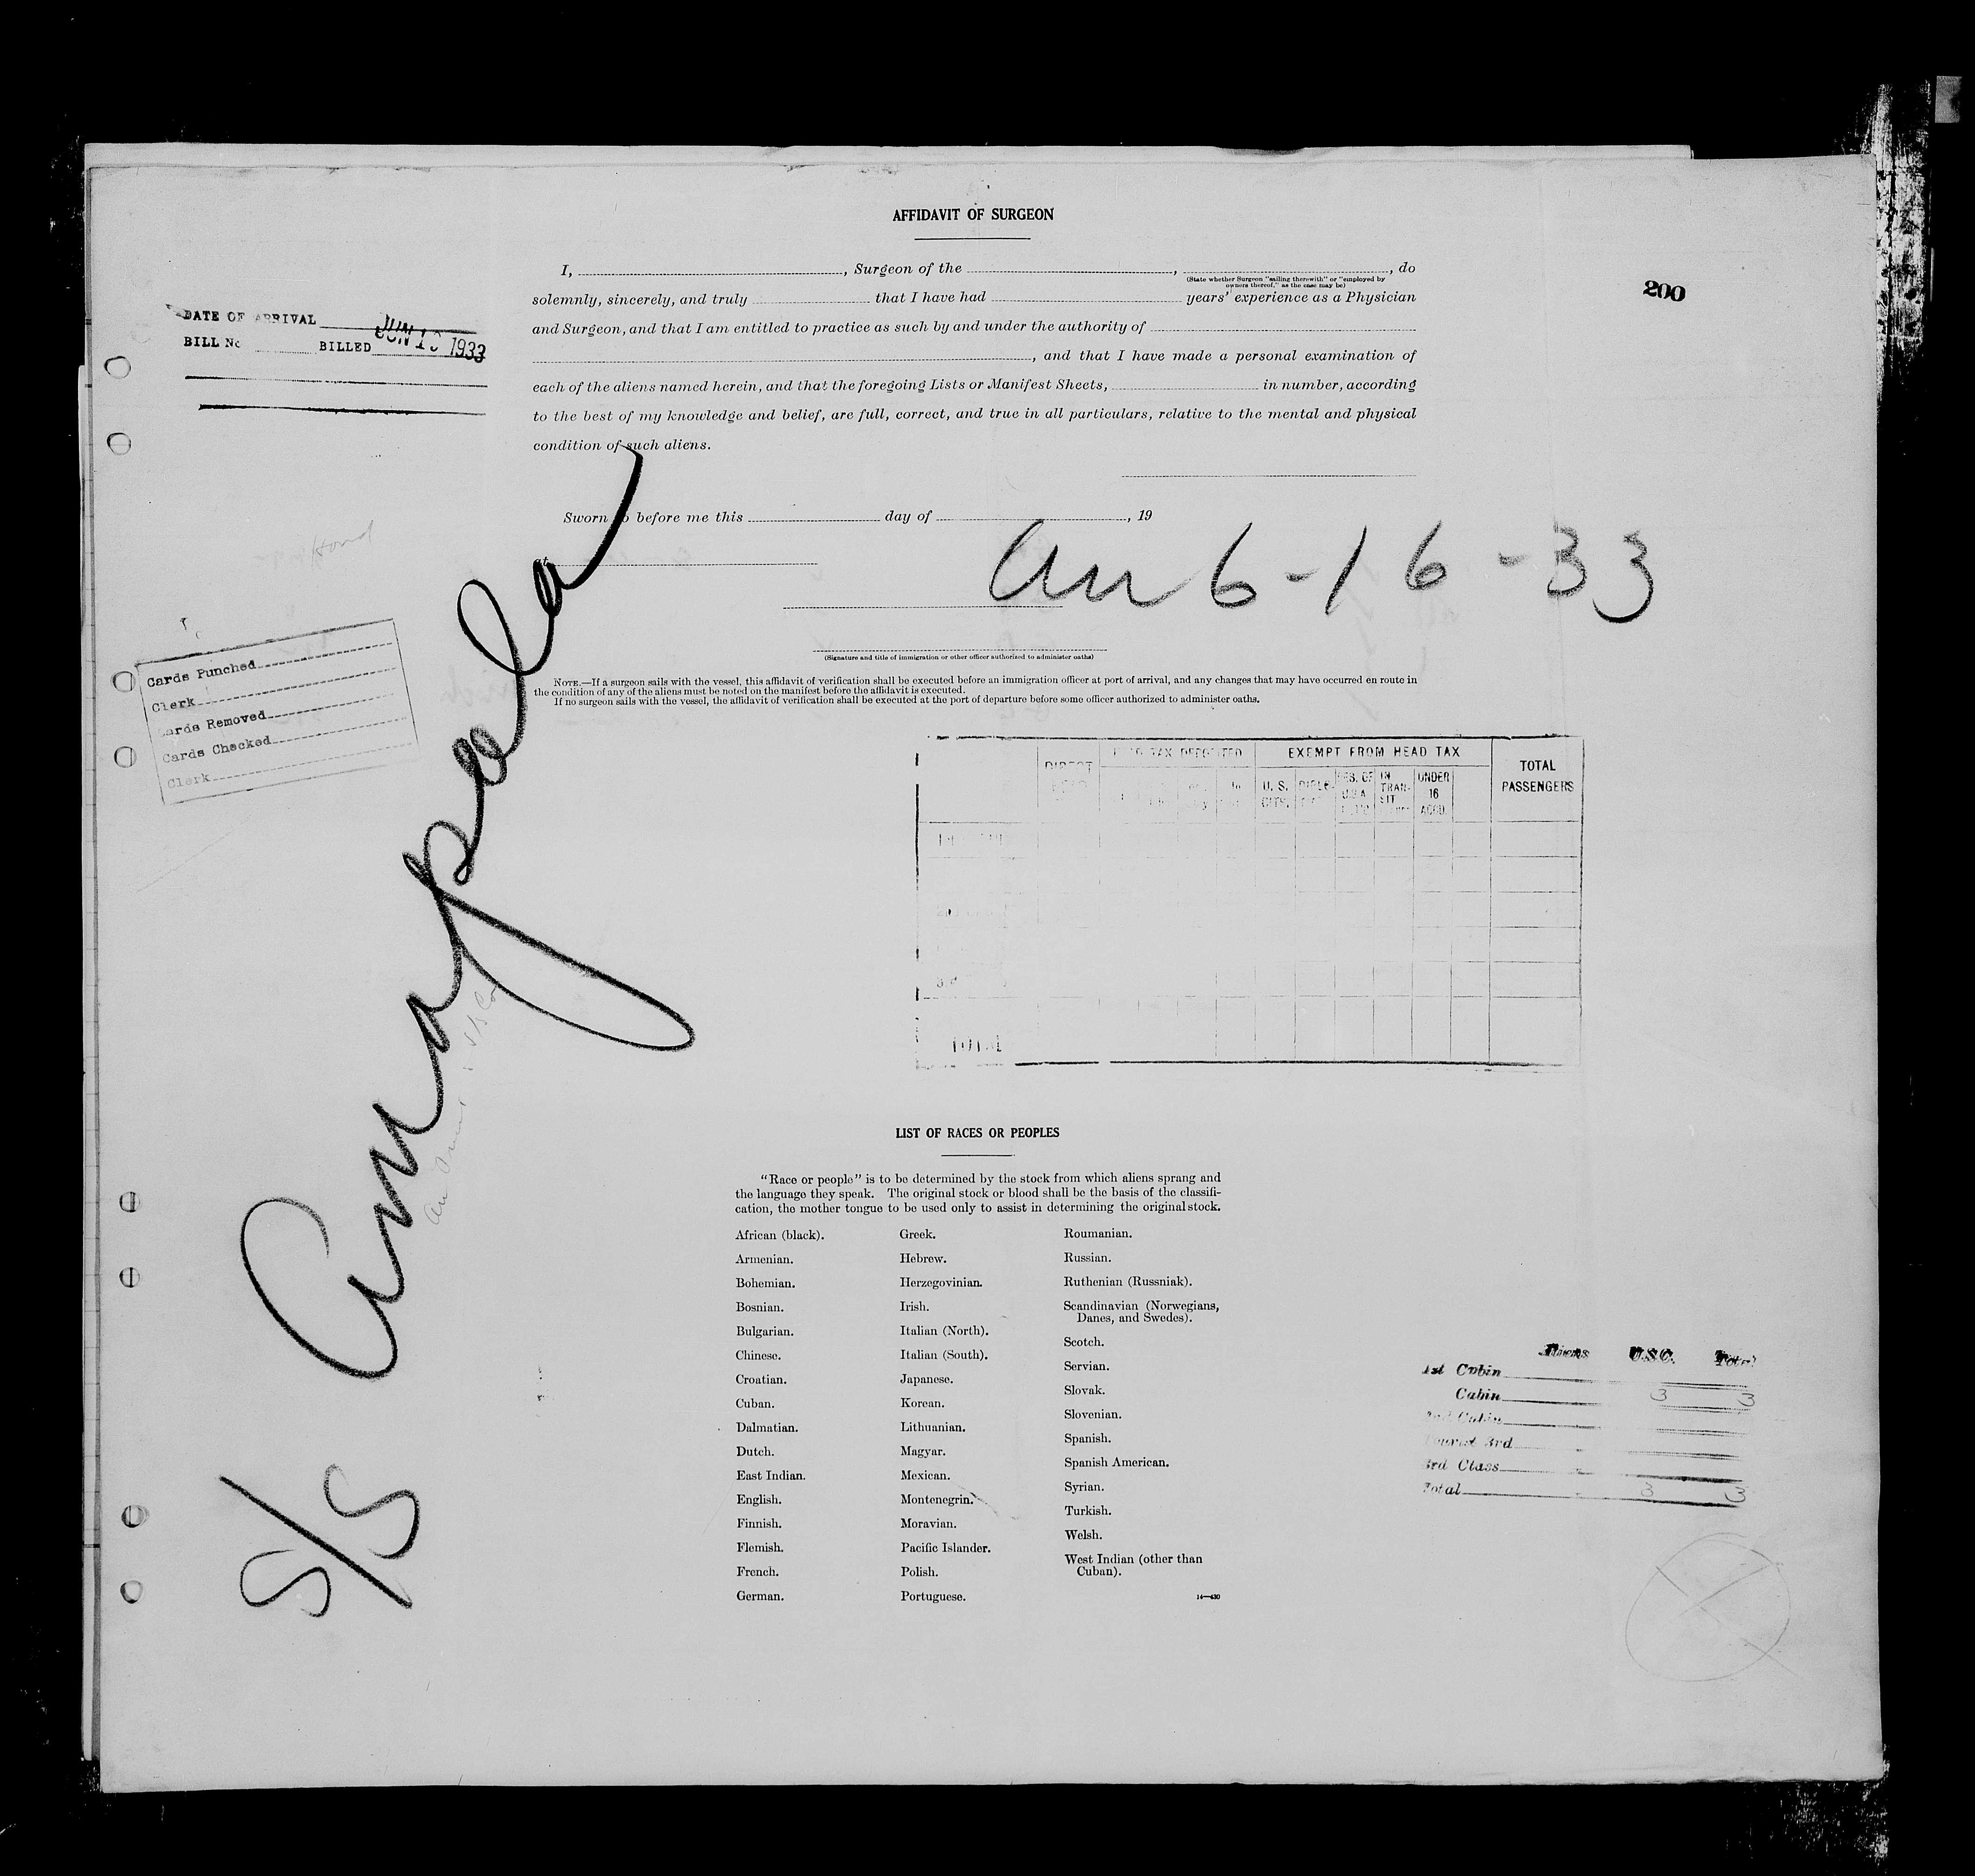 AFFIDAVIT OF SURGEON
I, , Surgeon of the , , do
(State whether Surgeon "sailing therewith" or "employed by
owners thereof," as the case may be)
solemnly, sincerely, and truly that I have had years' experience as a Physician
and Surgeon, and that I am entitled to practice as such by and under the authority of
, and that I have made a personal examination of
each of the aliens named herein, and that the foregoing Lists or Manifest Sheets, in number, according
to the best of my knowledge and belief, are full, correct, and true in all particulars, relative to the mental and physical
condition of such aliens.
200
DATE OF ARRIVAL
JUN 1 1933
BILL No BILLED
Sworn to before me this day of , 19
at
6-16-33
(Signature and title of immigration or other officer authorized to administer oaths)
NOTE.—If a surgeon sails with the vessel, this affidavit of verification shall be executed before an immigration officer at port of arrival, and any changes that may have occurred en route in
the condition of any of the aliens must be noted on the manifest before the affidavit is executed.
If no surgeon sails with the vessel, the affidavit of verification shall be executed at the port of departure before some officer authorized to administer oaths.
Cards Punched
Clerk
Cards Removed
Cards Checked
Clerk
S/S Amapala
DIRECT HEAD TAX DEPOSITED EXEMPT FROM HEAD TAX TOTAL
PASSENGERS
U. S.
CITS.
DIPLO-
RES. OF
U.S.A.
IN
TRAN-
SIT
UNDER
16
ACCD.
TOTAL
LIST OF RACES OR PEOPLES
"Race or people" is to be determined by the stock from which aliens sprang and
the language they speak. The original stock or blood shall be the basis of the classifi-
cation, the mother tongue to be used only to assist in determining the original stock.
African (black).
Armenian.
Bohemian.
Bosnian.
Bulgarian.
Chinese.
Croatian.
Cuban.
Dalmatian.
Dutch.
East Indian.
English.
Finnish.
Flemish.
French.
German.
Greek.
Hebrew.
Herzegovinian.
Irish.
Italian (North).
Italian (South).
Japanese.
Korean.
Lithuanian.
Magyar.
Mexican.
Montenegrin.
Moravian.
Pacific Islander.
Polish.
Portuguese.
Roumanian.
Russian.
Ruthenian (Russniak).
Scandinavian (Norwegians,
Danes, and Swedes).
Scotch.
Servian.
Slovak.
Slovenian.
Spanish.
Spanish American.
Syrian.
Turkish.
Welsh.
West Indian (other than
Cuban).
14—430
Aliens U.S.C. Total
1st Cabin
Cabin 3 3
2nd Cabin
Tourist 3rd
3rd Class
Total 3 3